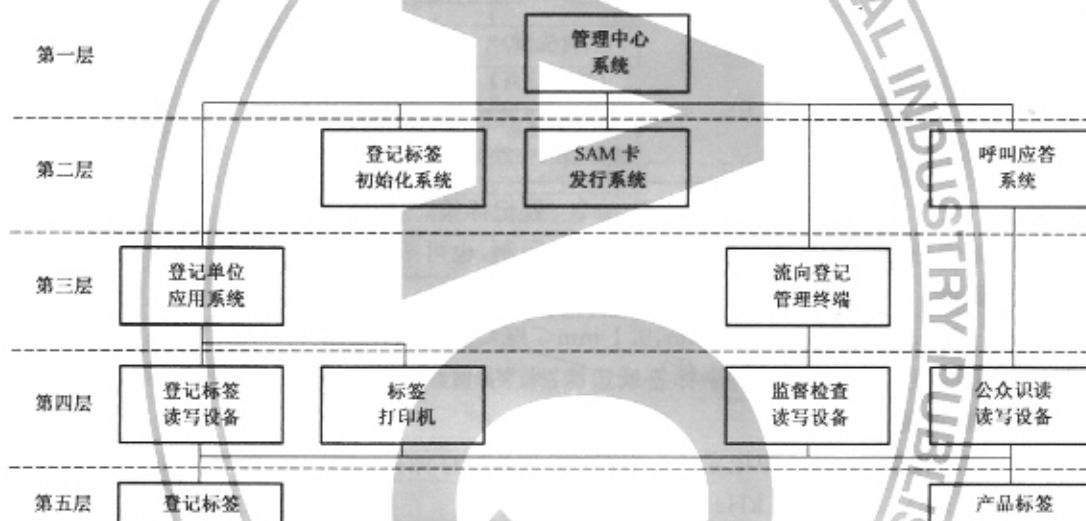 第一层
管理中心
系统
第二层
登记标签
初始化系统
SAM 卡
发行系统
呼叫应答
系统
第三层
登记单位
应用系统
流向登记
管理终端
第四层
登记标签
读写设备
标签
打印机
监督检查
读写设备
公众识读
读写设备
第五层
登记标签
产品标签
AL INDUSTRY PUBLIS